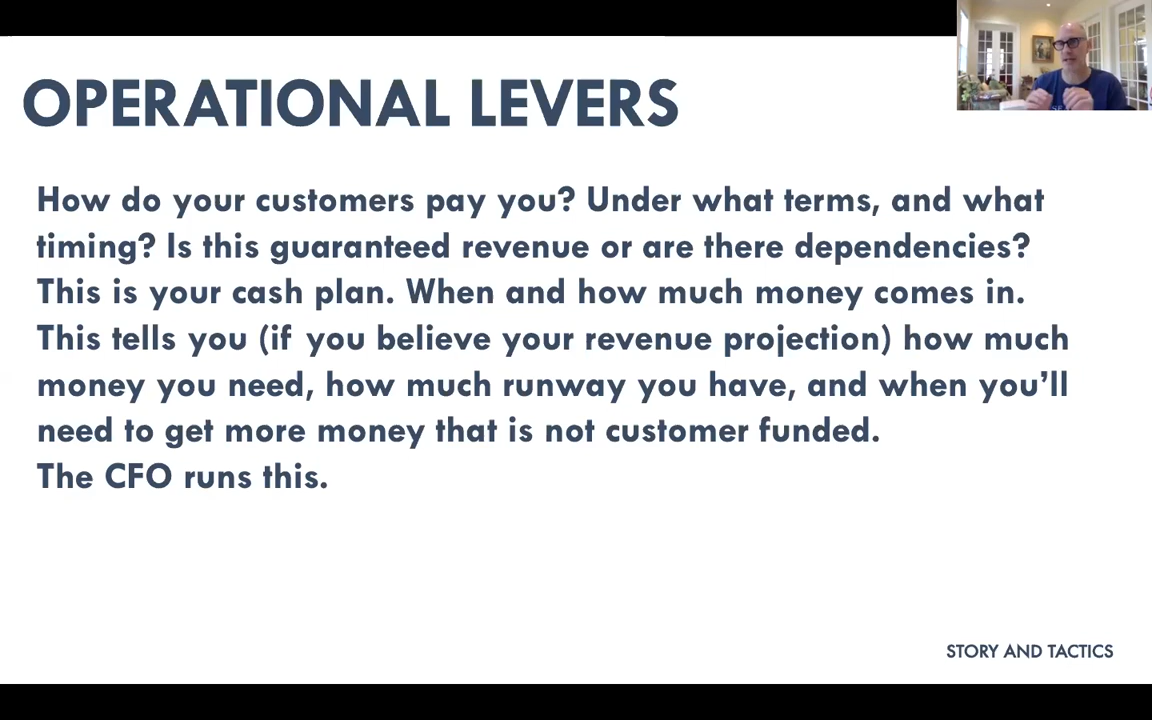 OPERATIONAL LEVERS
How do your customers pay you? Under what terms, and what
timing? Is this guaranteed revenue or are there dependencies?
This is your cash plan. When and how much money comes in.
This tells you (if you believe your revenue projection) how much
money you need, how much runway you have, and when you’ll
need to get more money that is not customer funded.
The CFO runs this.
STORY AND TACTICS